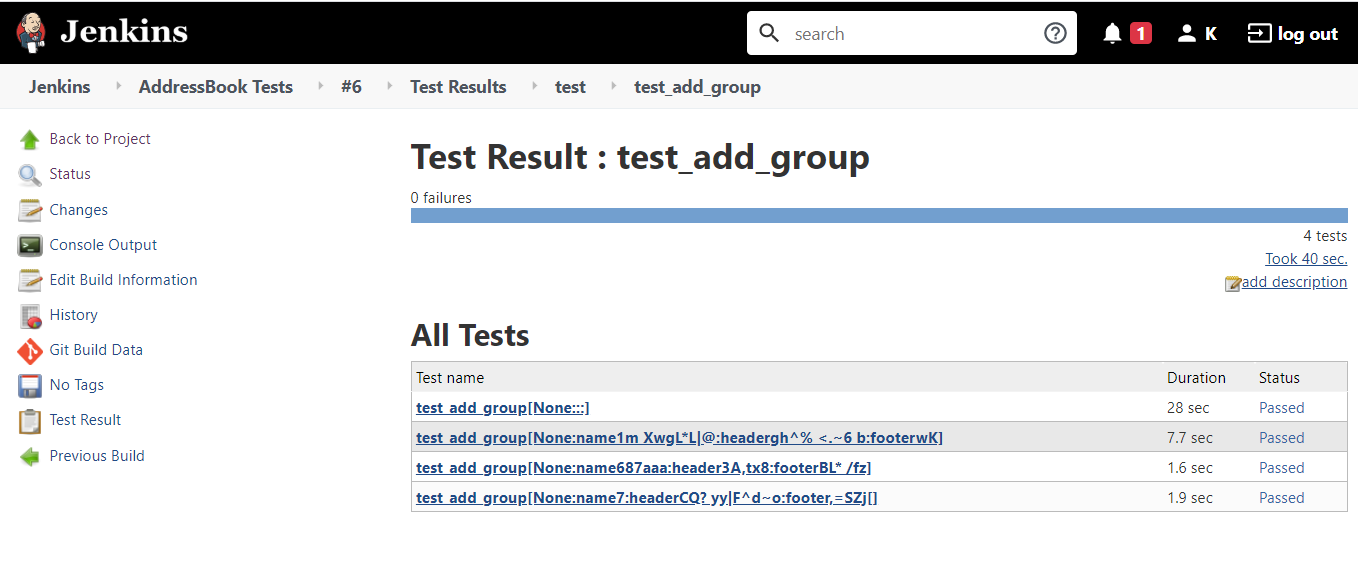 Jenkins
search
1
K
log out
Jenkins AddressBook Tests #6 Test Results test test_add_group
Back to Project
Status
Changes
Console Output
Edit Build Information
History
Git Build Data
No Tags
Test Result
Previous Build
Test Result : test_add_group
0 failures
4 tests
Took 40 sec.
add description
All Tests
Test name Duration Status
test_add_group[None:::] 28 sec Passed
test_add_group[None:name1m XwgL*L|@:headergh^% <.~6 b:footerwK] 7.7 sec Passed
test_add_group[None:name687aaa:header3A,tx8:footerBL* /fz] 1.6 sec Passed
test_add_group[None:name7:headerCQ? yy|F^d~o:footer,=SZj[] 1.9 sec Passed